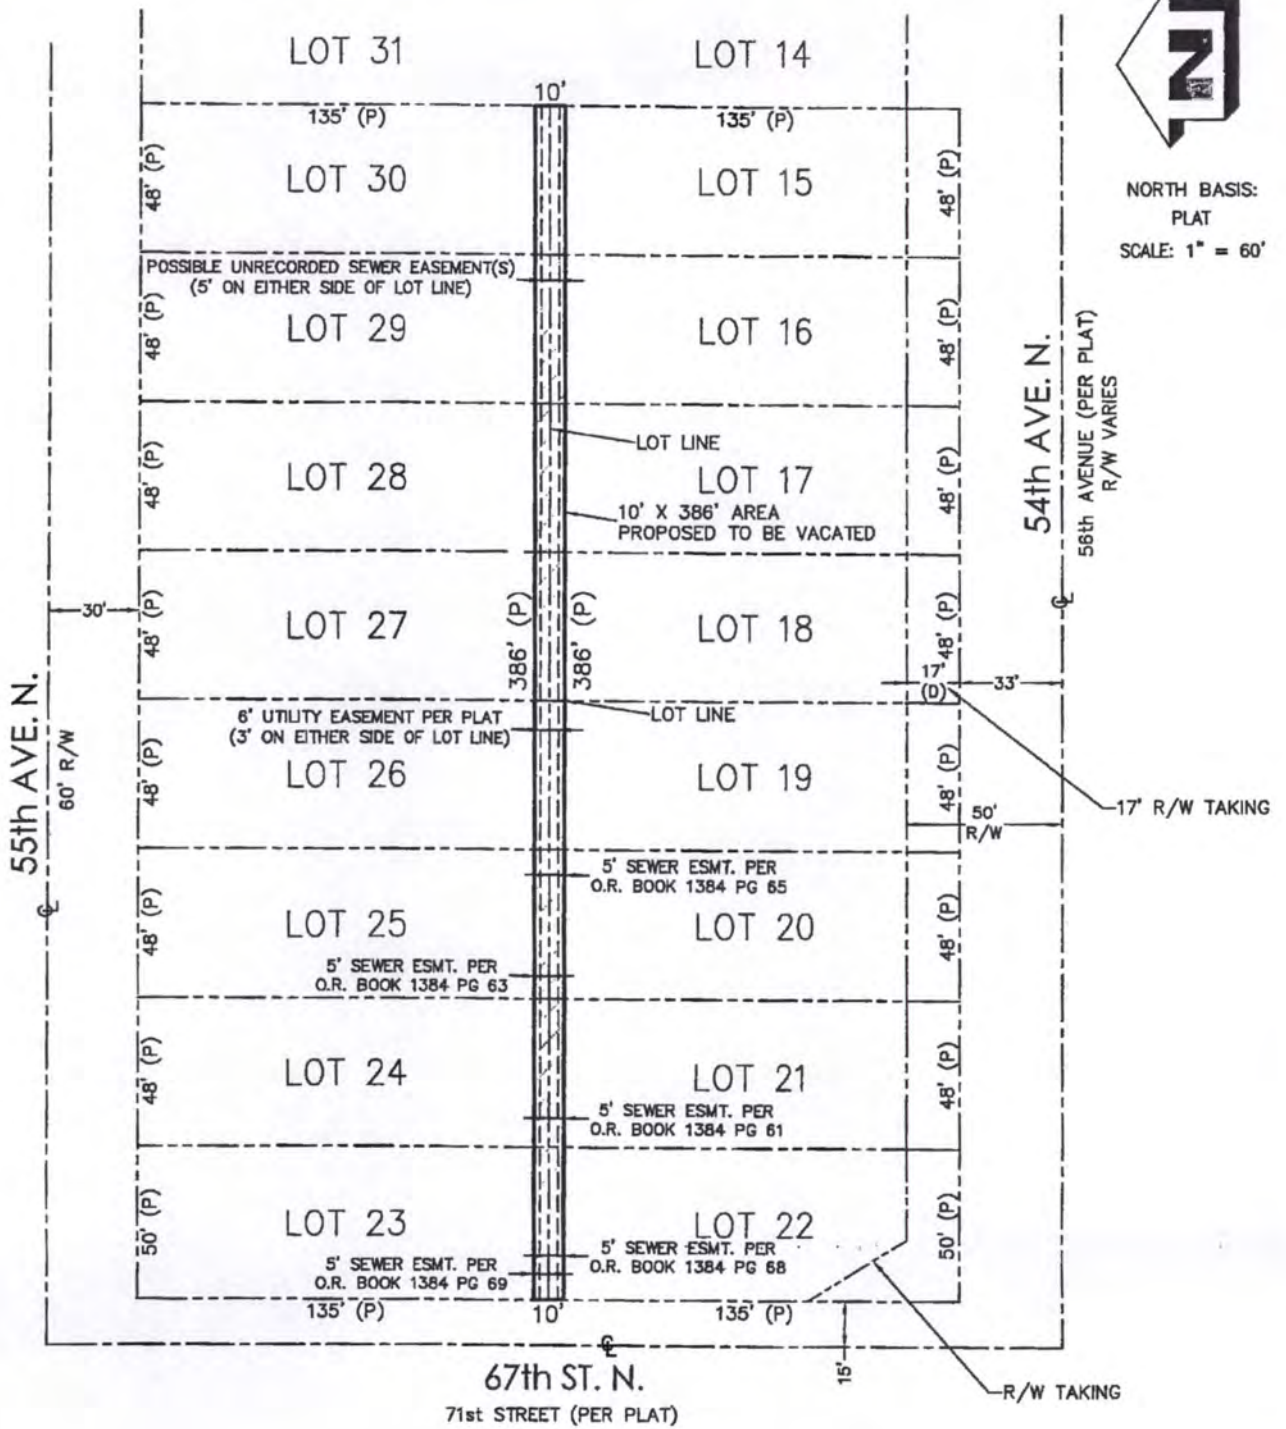 LOT 31
LOT 14
N
10'
135' (P)
135' (P)
48' (P)
LOT 30
LOT 15
48' (P)
NORTH BASIS:
PLAT
SCALE: 1" = 60'
POSSIBLE UNRECORDED SEWER EASEMENT(S)
(5' ON EITHER SIDE OF LOT LINE)
48' (P)
LOT 29
LOT 16
48' (P)
54th AVE. N.
56th AVENUE (PER PLAT)
R/W VARIES
LOT LINE
48' (P)
LOT 28
LOT 17
48' (P)
10' X 386' AREA
PROPOSED TO BE VACATED
30'
48' (P)
LOT 27
386' (P)
386' (P)
LOT 18
48' (P)
CL
17'
(D)
33'
55th AVE. N.
60' R/W
CL
6' UTILITY EASEMENT PER PLAT
(3' ON EITHER SIDE OF LOT LINE)
LOT LINE
48' (P)
LOT 26
LOT 19
48' (P)
50'
R/W
17' R/W TAKING
5' SEWER ESMT. PER
O.R. BOOK 1384 PG 65
48' (P)
LOT 25
LOT 20
48' (P)
5' SEWER ESMT. PER
O.R. BOOK 1384 PG 63
48' (P)
LOT 24
LOT 21
48' (P)
5' SEWER ESMT. PER
O.R. BOOK 1384 PG 61
50' (P)
LOT 23
LOT 22
50' (P)
5' SEWER ESMT. PER
O.R. BOOK 1384 PG 68
5' SEWER ESMT. PER
O.R. BOOK 1384 PG 69
135' (P)
10'
135' (P)
CL
15'
67th ST. N.
71st STREET (PER PLAT)
R/W TAKING